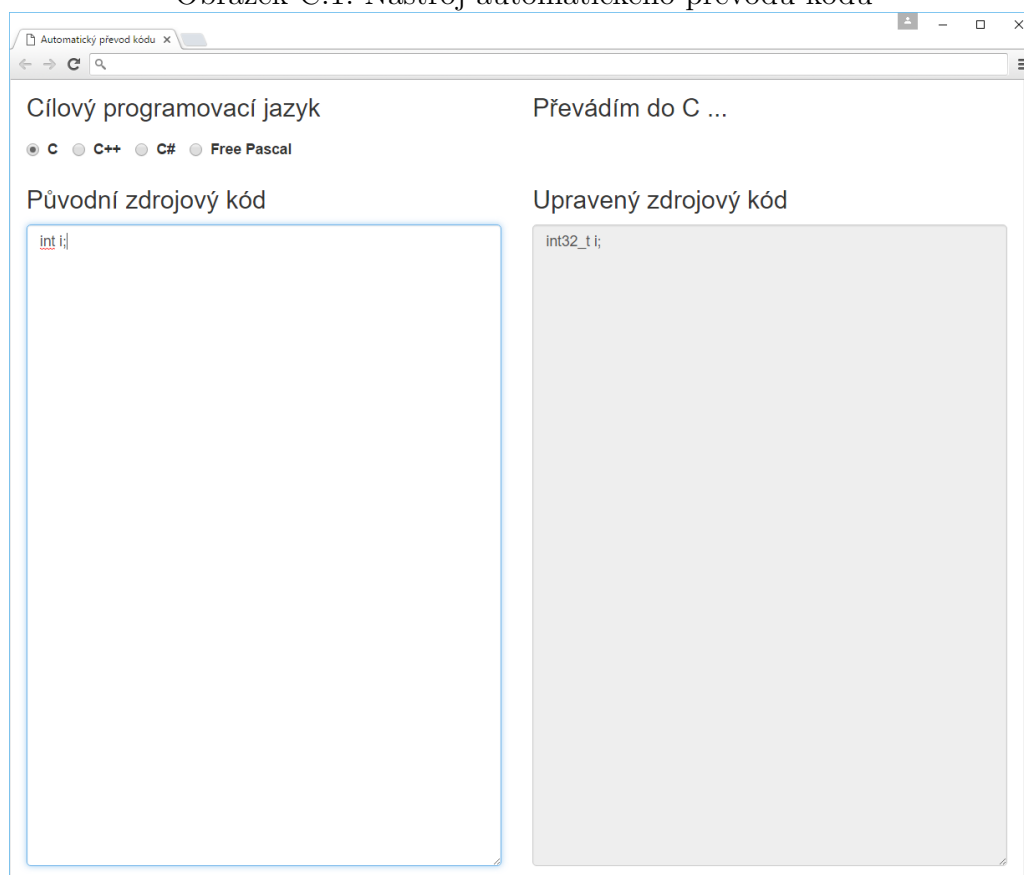 Obrázek C.1: Nástroj automatického převodu kódu
Automatický převod kódu
Cílový programovací jazyk
C C++ C# Free Pascal
Původní zdrojový kód
int i;
Převádím do C ...
Upravený zdrojový kód
int32_t i;